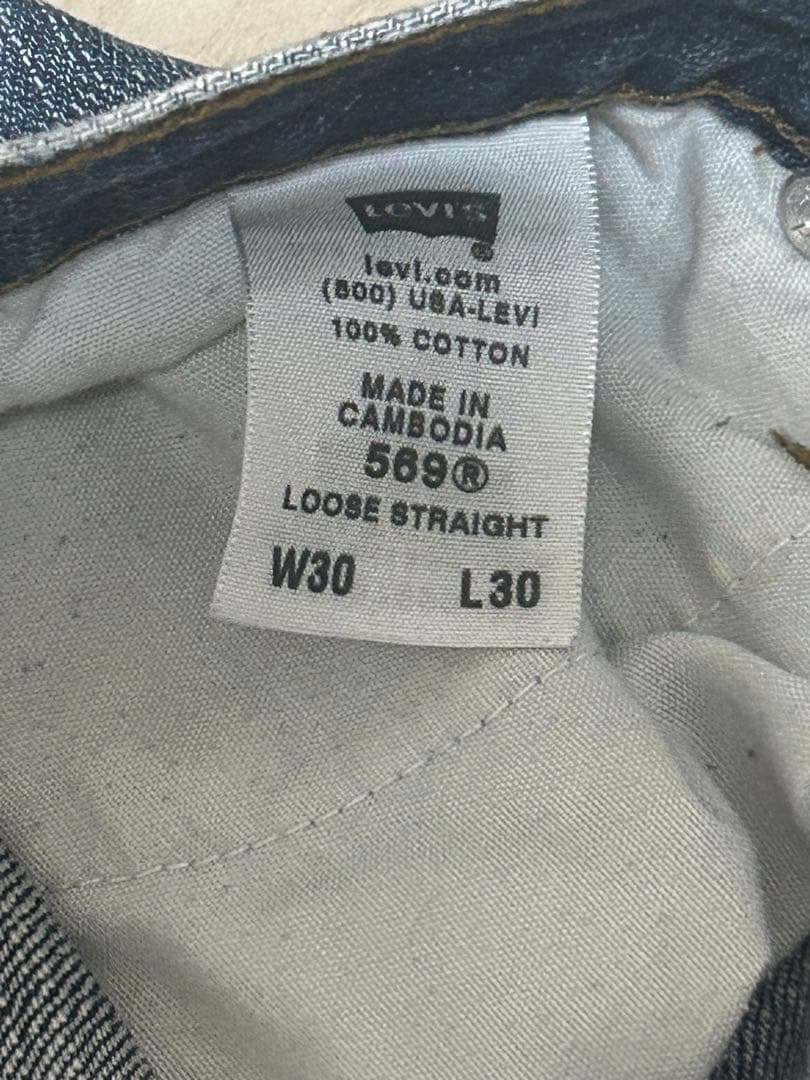 LEVI'S
®
levi.com
(800) USA-LEVI
100% COTTON
MADE IN
CAMBODIA
569®
LOOSE STRAIGHT
W30 L30